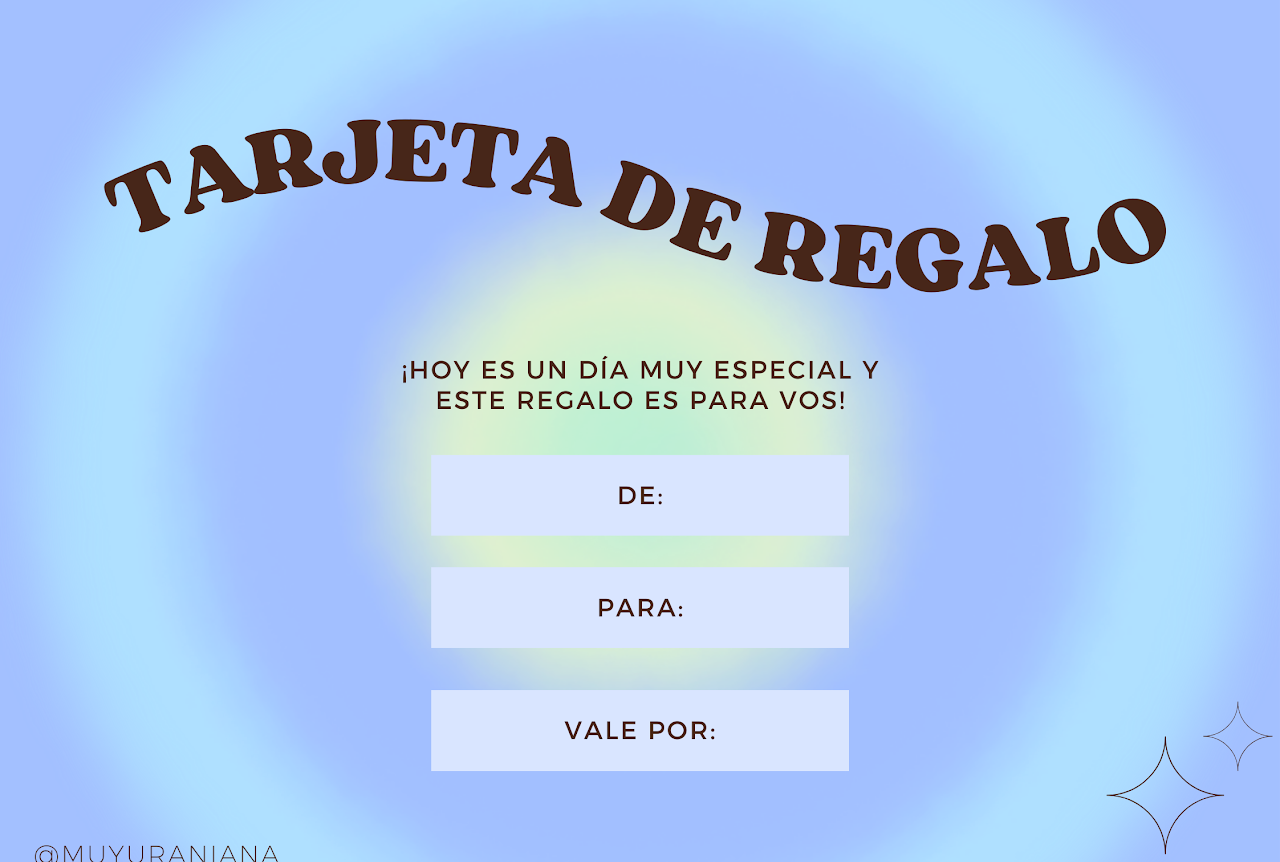 TARJETA DE REGALO
¡HOY ES UN DÍA MUY ESPECIAL Y
ESTE REGALO ES PARA VOS!
DE:
PARA:
VALE POR:
@MUYURANIANA